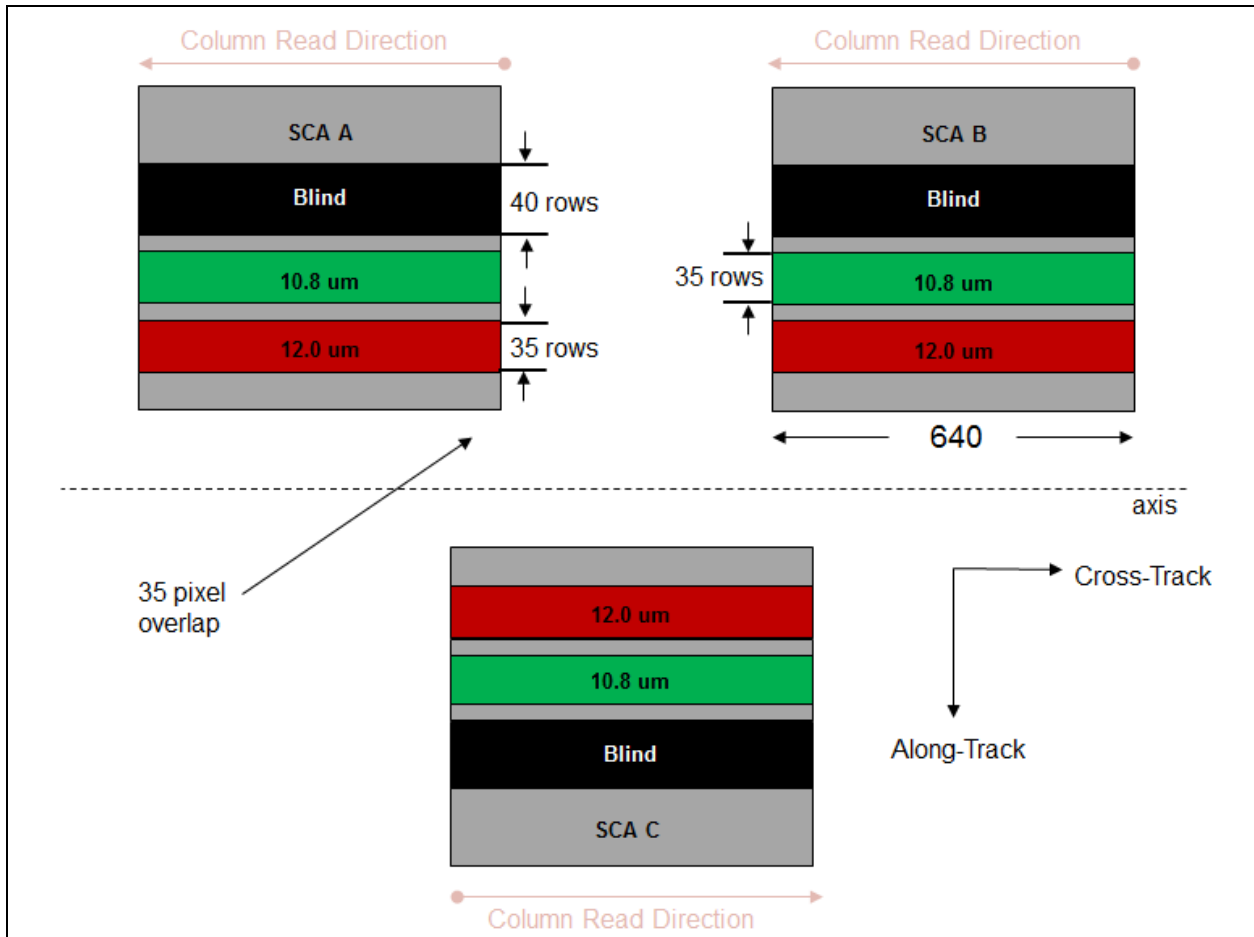 Column Read Direction
Column Read Direction
SCA A
SCA B
Blind
40 rows
Blind
10.8 um
35 rows
10.8 um
12.0 um
35 rows
12.0 um
640
axis
35 pixel
overlap
Cross-Track
12.0 um
10.8 um
Along-Track
Blind
SCA C
Column Read Direction